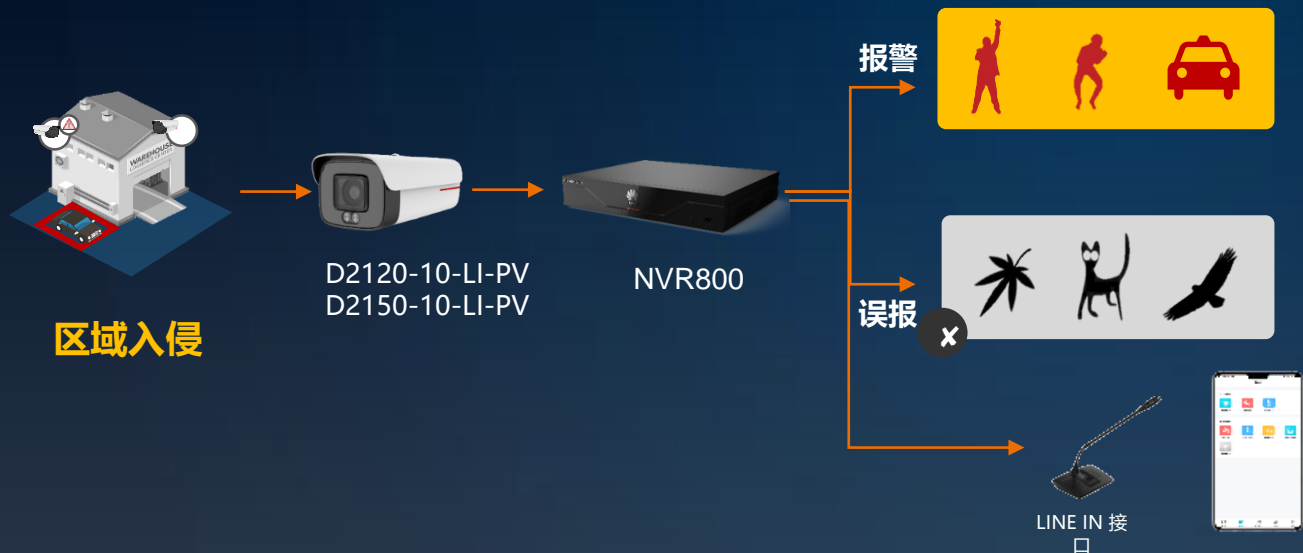 报警
WAREHOUSE
区域入侵
D2120-10-LI-PV
D2150-10-LI-PV
NVR800
误报
LINE IN 接
口